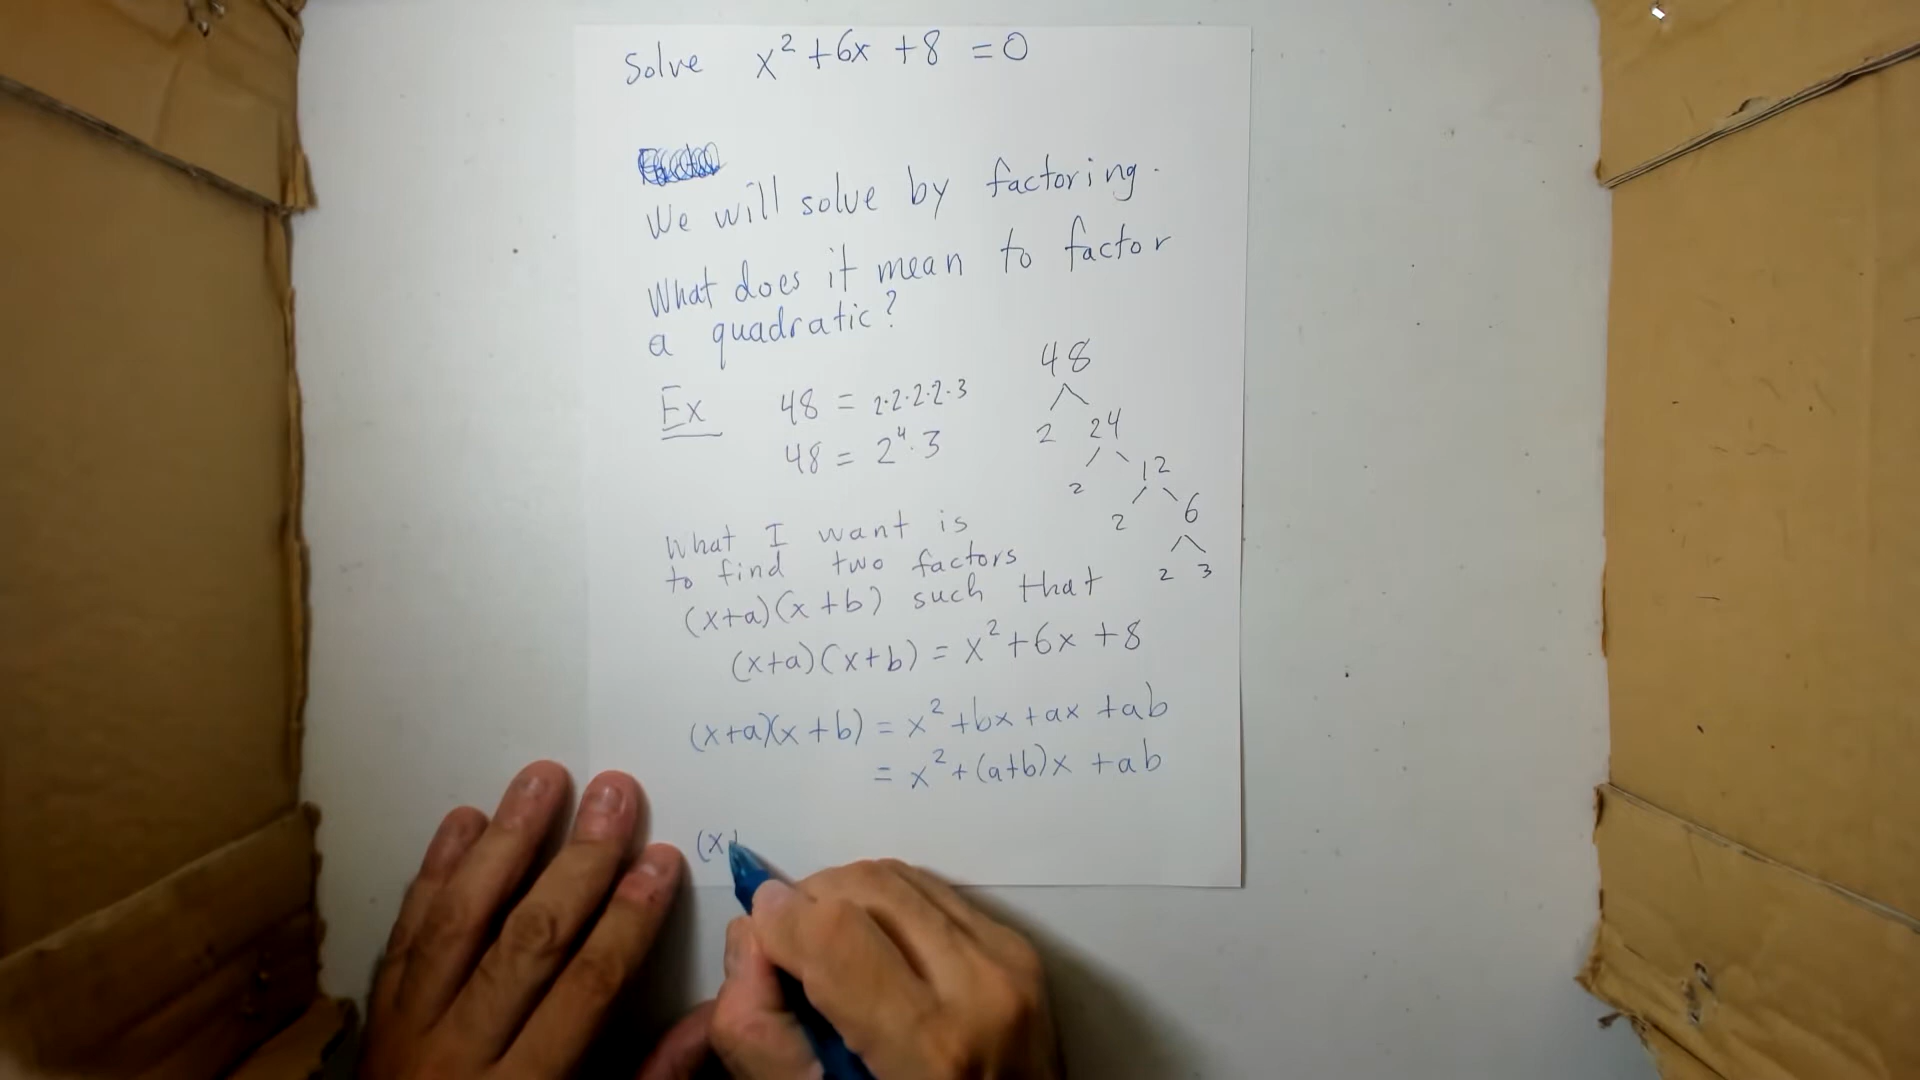 Solve x² + 6x + 8 = 0
We will solve by factoring.
What does it mean to factor
a quadratic?
Ex 48 = 2·2·2·2·3
48 = 2⁴·3
48
2 24
2 12
2 6
2 3
What I want is
to find two factors
(x+a)(x+b) such that
(x+a)(x+b) = x² + 6x + 8
(x+a)(x+b) = x² + bx + ax + ab
= x² + (a+b)x + ab
(x